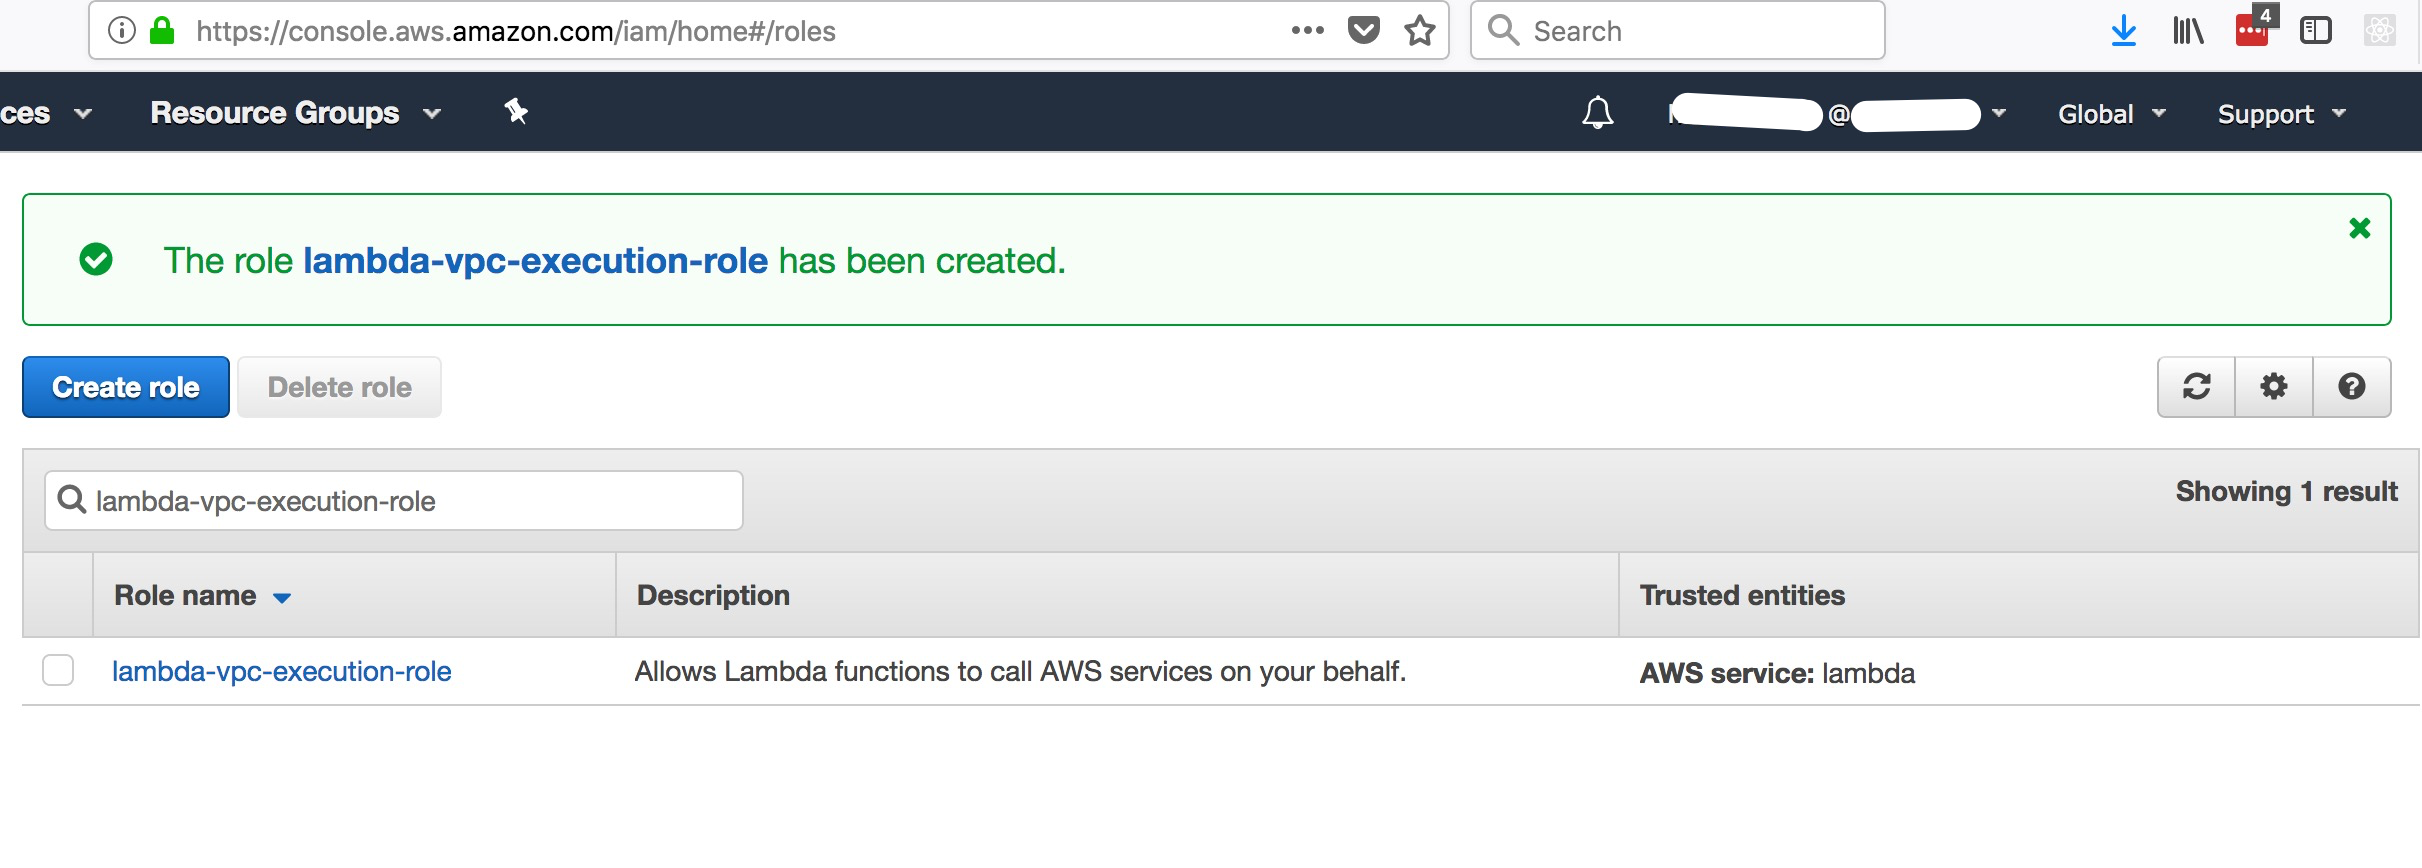 https://console.aws.amazon.com/iam/home#/roles
Search
4
ces
Resource Groups
@
Global
Support
The role lambda-vpc-execution-role has been created.
Create role
Delete role
lambda-vpc-execution-role
Showing 1 result
Role name
Description
Trusted entities
lambda-vpc-execution-role
Allows Lambda functions to call AWS services on your behalf.
AWS service: lambda